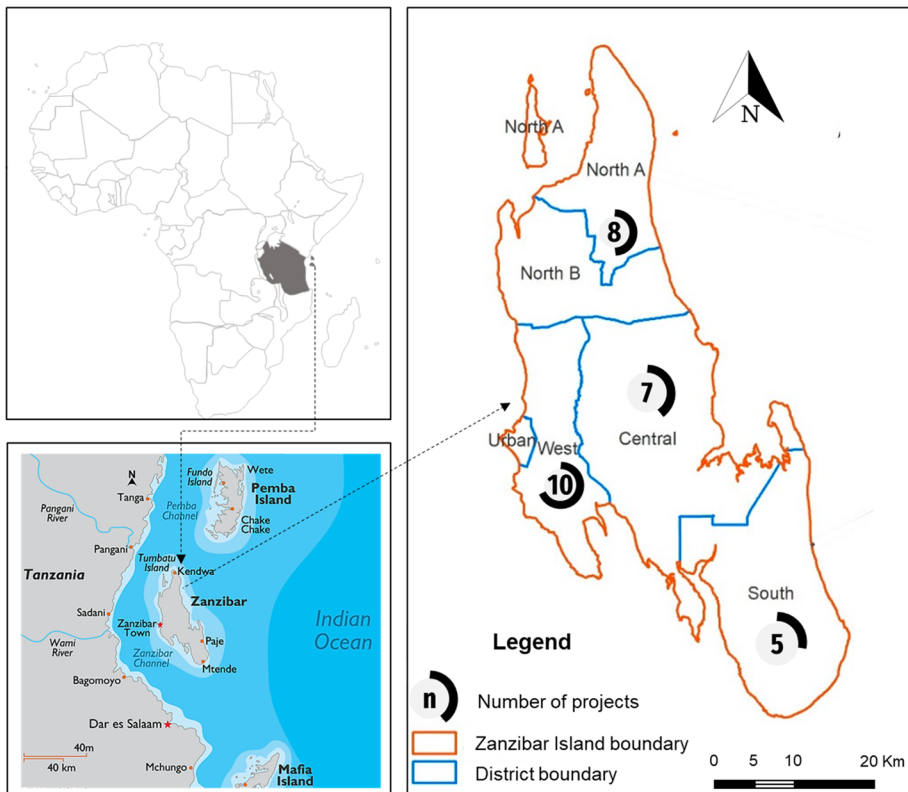 N
Tanga
Pangani
River
Pangani
Tanzania
Sadani
Wami
River
Bagomoyo
Dar es Salaam
Mchungo
40m
40 km
Fundo
Island
Wete
Pemba
Island
Pemba
Channel
Chake
Chake
Tumbatu
Island
Kendwa
Zanzibar
Zanzibar
Town
Paje
Zanzibar
Channel
Mtende
Indian
Ocean
Mafia
Island
N
North A
North A
8
North B
7
Urban
West
Central
10
South
5
Legend
n
Number of projects
Zanzibar Island boundary
District boundary
0 5 10 20 Km